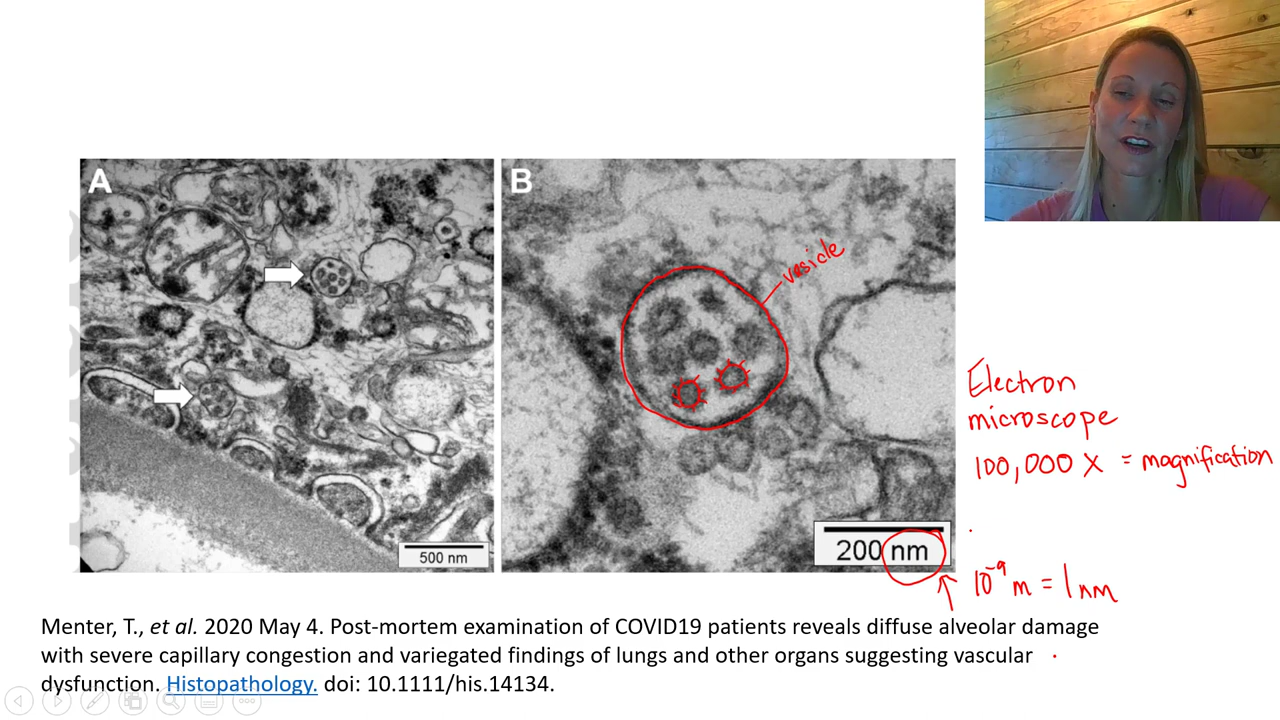 A
B
vesicle
Electron
microscope
100,000 X = magnification
500 nm
200 nm
10⁻⁹ m = 1 nm
Menter, T., et al. 2020 May 4. Post-mortem examination of COVID19 patients reveals diffuse alveolar damage
with severe capillary congestion and variegated findings of lungs and other organs suggesting vascular
dysfunction. Histopathology. doi: 10.1111/his.14134.